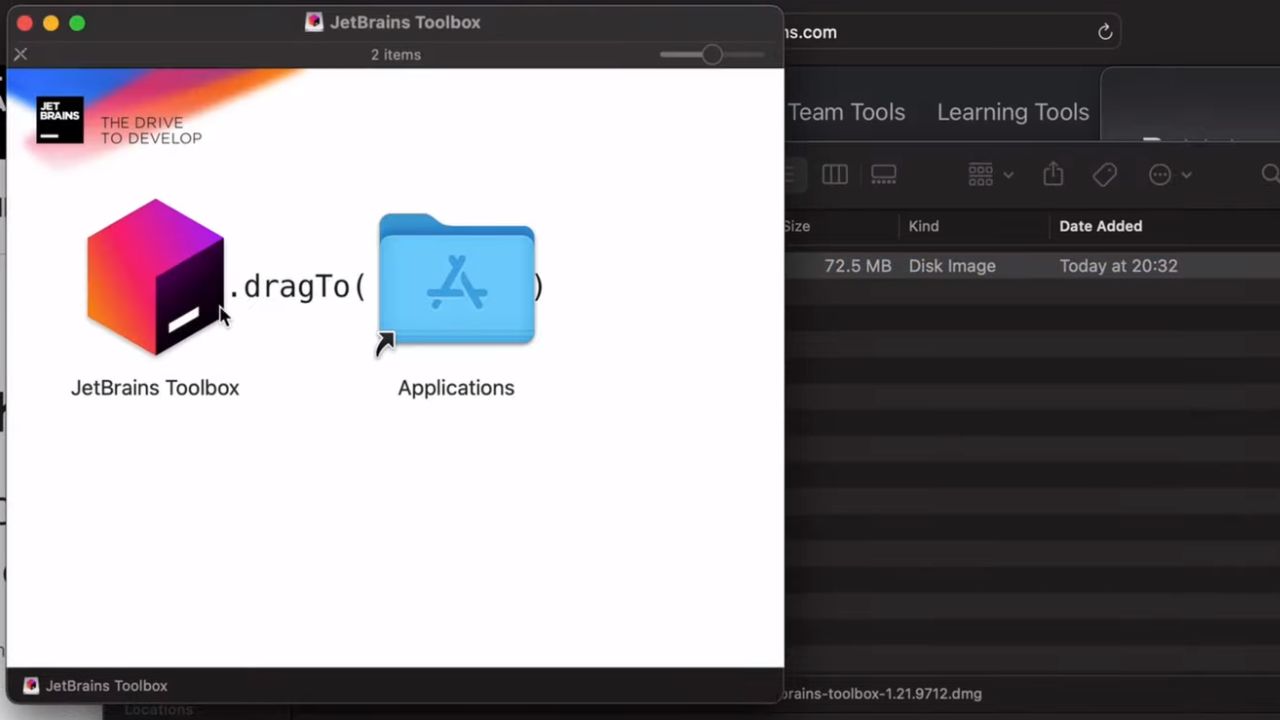 JetBrains Toolbox
2 items
JET
BRAINS
THE DRIVE
TO DEVELOP
.dragTo( )
JetBrains Toolbox
Applications
JetBrains Toolbox
ns.com
Team Tools
Learning Tools
Size
Kind
Date Added
72.5 MB
Disk Image
Today at 20:32
brains-toolbox-1.21.9712.dmg
Locations